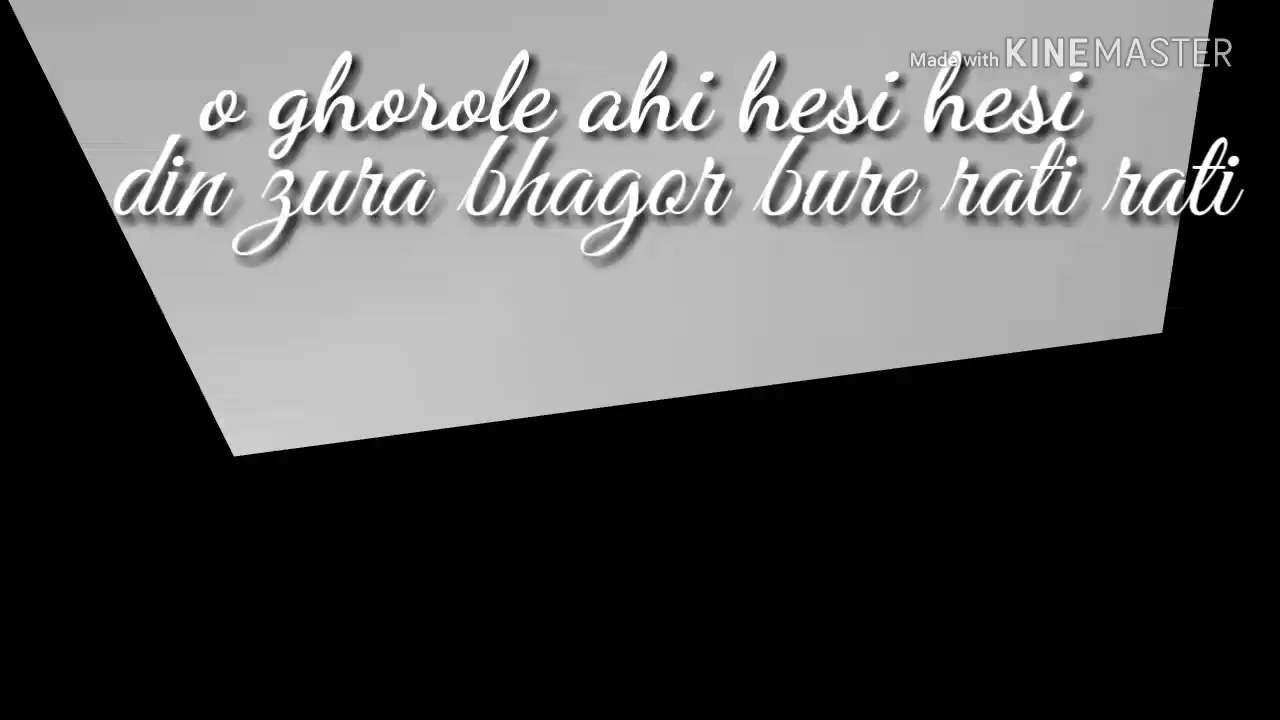 Made with KINEMASTER
o ghorole ahi hesi hesi
din zura bhagor bure rati rati